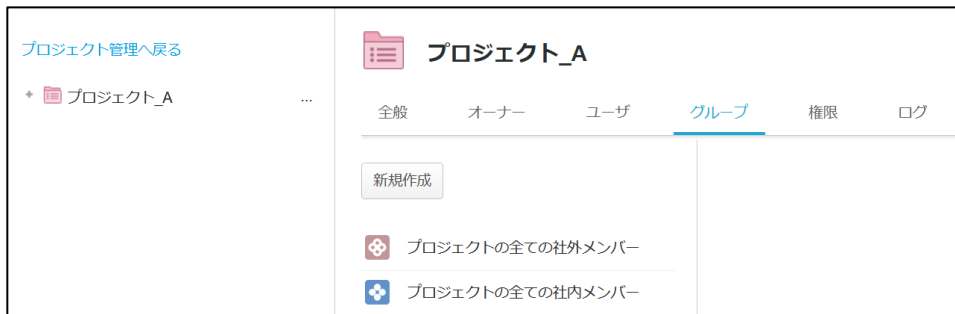 プロジェクト管理へ戻る
プロジェクト_A
...
プロジェクト_A
全般 オーナー ユーザ グループ 権限 ログ
新規作成
プロジェクトの全ての社外メンバー
プロジェクトの全ての社内メンバー